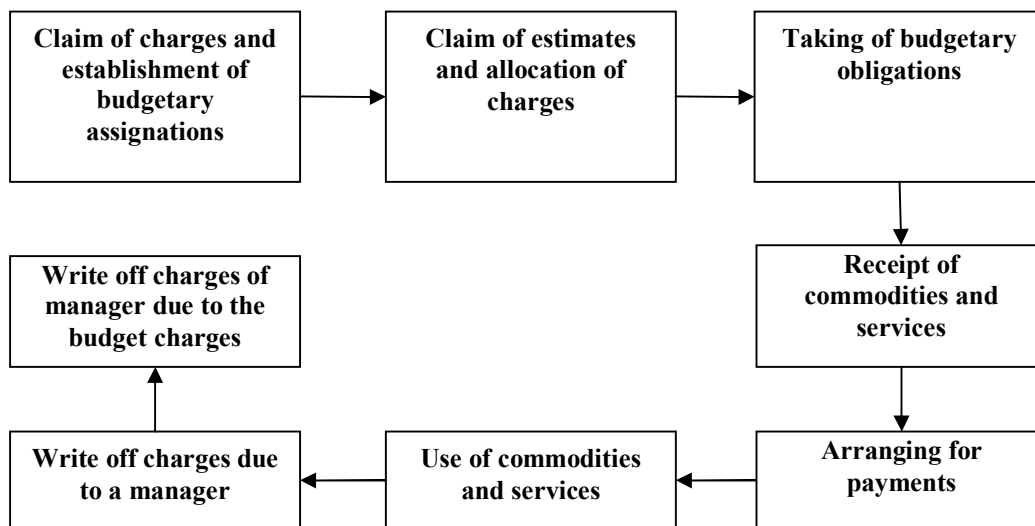 Claim of charges and
establishment of
budgetary
assignations
Claim of estimates
and allocation of
charges
Taking of budgetary
obligations
Receipt of
commodities and
services
Arranging for
payments
Use of commodities
and services
Write off charges due
to a manager
Write off charges of
manager due to the
budget charges